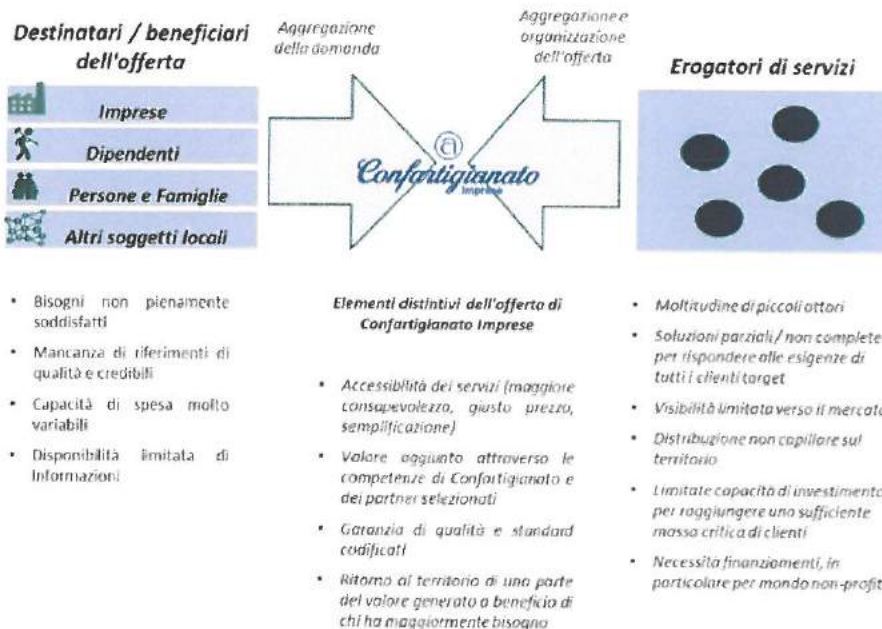 Destinatari / beneficiari
dell'offerta
Imprese
Dipendenti
Persone e Famiglie
Altri soggetti locali
Aggregazione
della domanda
Aggregazione e
organizzazione
dell'offerta
Confartigianato
Imprese
Erogatori di servizi
• Bisogni non pienamente
soddisfatti
• Mancanza di riferimenti di
qualità e credibili
• Capacità di spesa molto
variabili
• Disponibilità limitata di
Informazioni
Elementi distintivi dell'offerta di
Confartigianato Imprese
• Accessibilità dei servizi (maggiore
consapevolezza, giusto prezzo,
semplificazione)
• Valore aggiunto attraverso le
competenze di Confartigianato e
dei partner selezionati
• Garanzia di qualità e standard
codificati
• Ritorno al territorio di una parte
del valore generato a beneficio di
chi ha maggiormente bisogno
• Moltitudine di piccoli attori
• Soluzioni parziali / non complete
per rispondere alle esigenze di
tutti i clienti target
• Visibilità limitata verso il mercato
• Distribuzione non capillare sul
territorio
• Limitate capacità di investimento
per raggiungere una sufficiente
massa critica di clienti
• Necessità finanziamenti, in
particolare per mondo non-profit